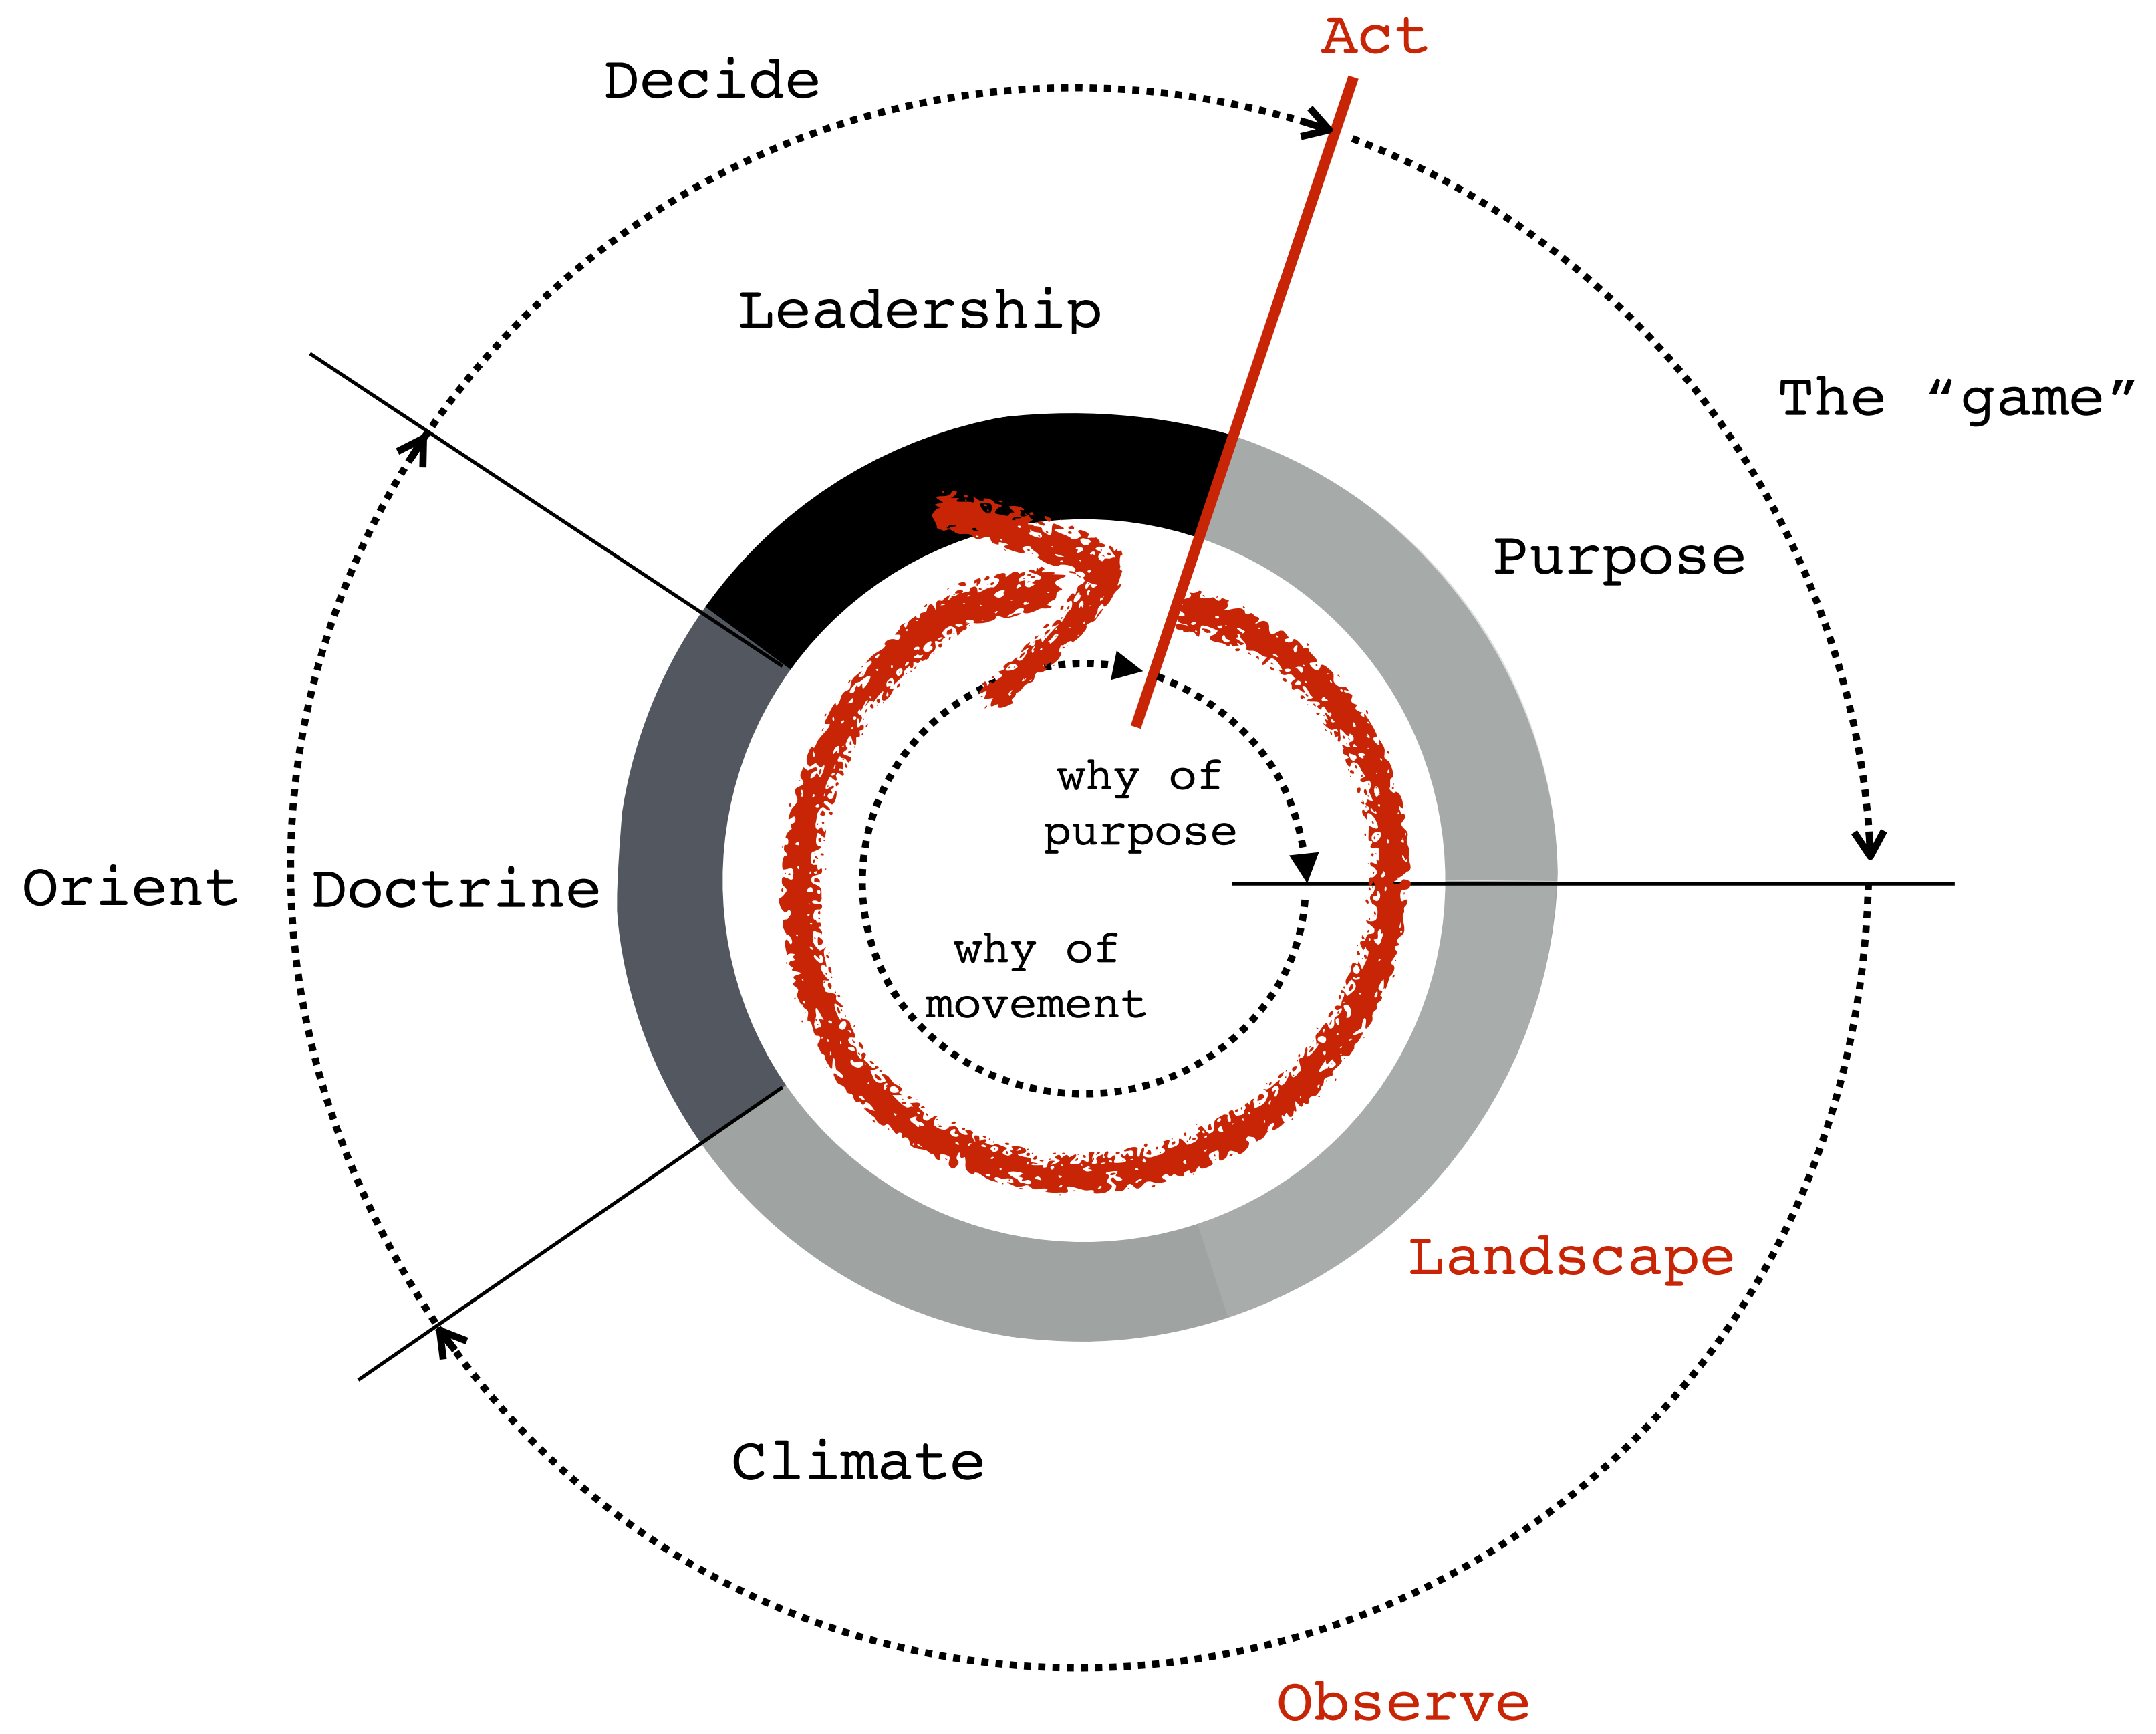 Act
Decide
Leadership
The “game”
Purpose
why of
purpose
Orient
Doctrine
why of
movement
Landscape
Climate
Observe